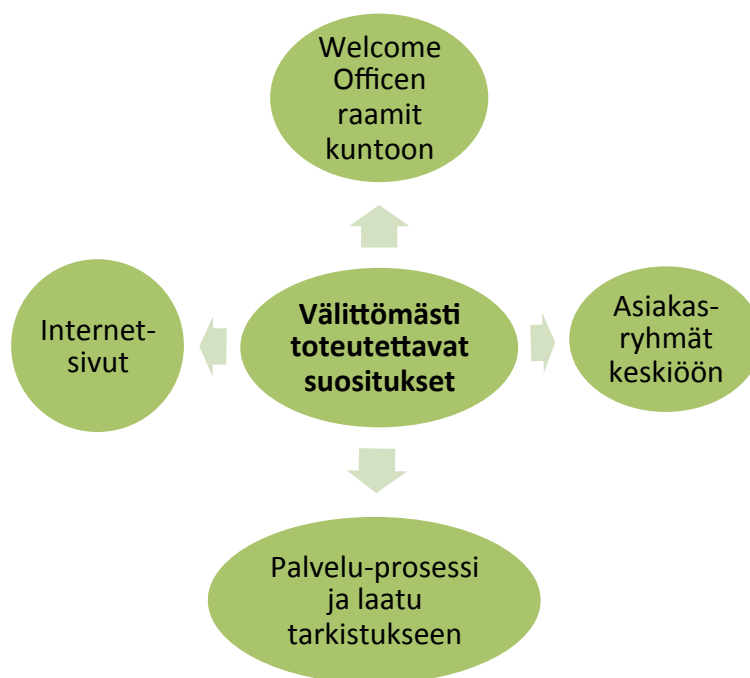 Welcome
Officen
raamit
kuntoon
Internet-
sivut
Välittömästi
toteutettavat
suositukset
Asiakas-
ryhmät
keskiöön
Palvelu-prosessi
ja laatu
tarkistukseen